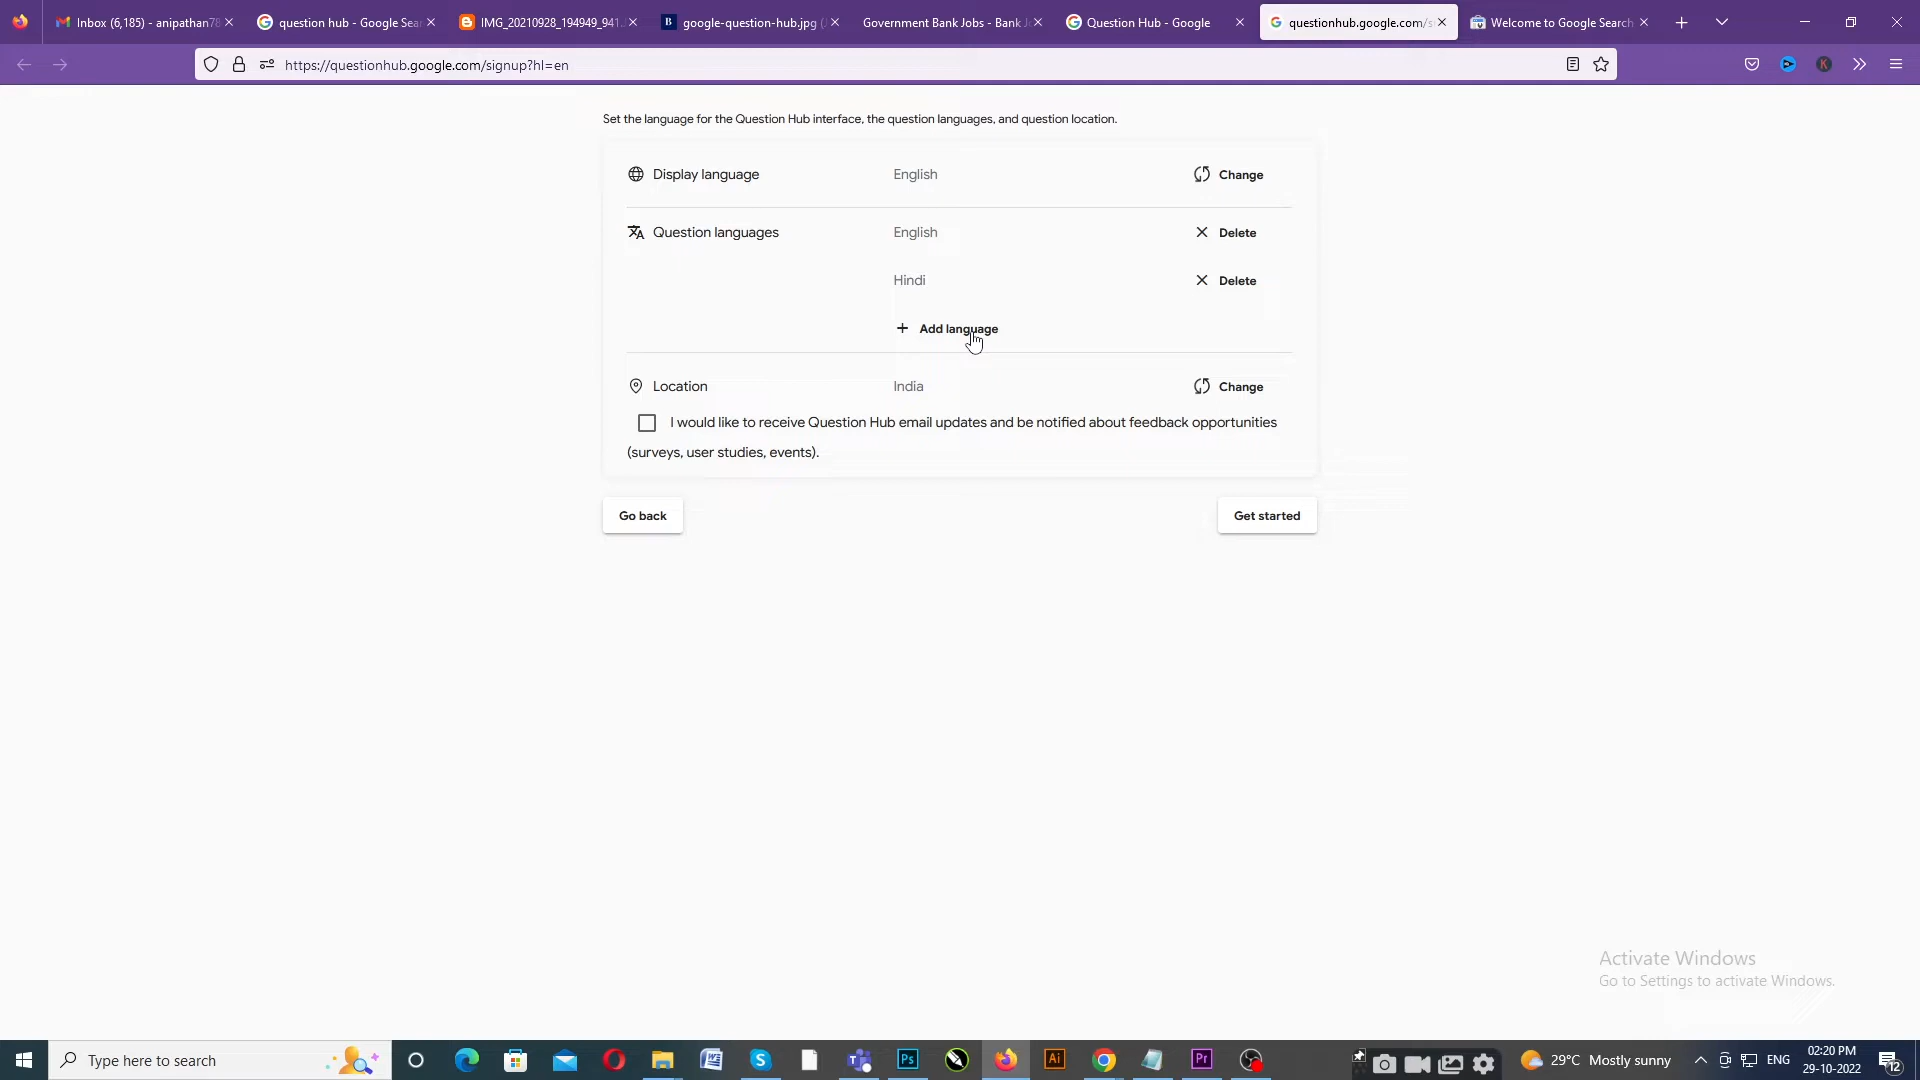 Inbox (6,185) - anipathan78
question hub - Google Sea
IMG_20210928_194949_941.
google-question-hub.jpg (
Government Bank Jobs - Bank J
Question Hub - Google
questionhub.google.com/s
Welcome to Google Search
https://questionhub.google.com/signup?hl=en
K
Set the language for the Question Hub interface, the question languages, and question location.
Display language English Change
Question languages English Delete
Hindi Delete
Add language
Location India Change
I would like to receive Question Hub email updates and be notified about feedback opportunities
(surveys, user studies, events).
Go back Get started
Activate Windows
Go to Settings to activate Windows.
Type here to search
Ps
Ai
Pr
29°C Mostly sunny
ENG
02:20 PM
29-10-2022
12